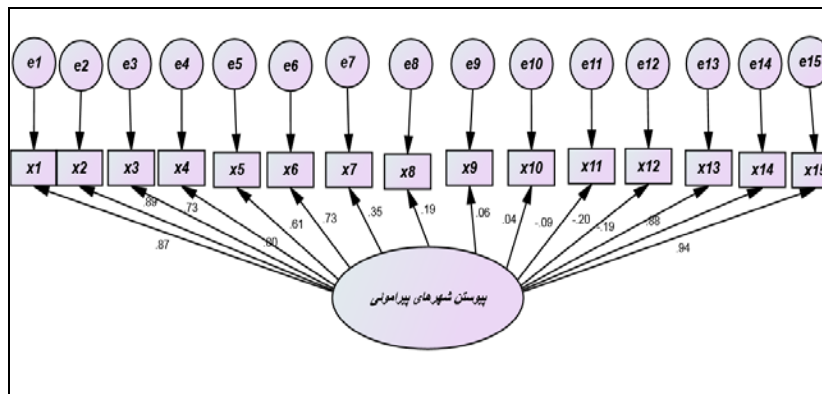 e1 e2 e3 e4 e5 e6 e7 e8 e9 e10 e11 e12 e13 e14 e15
x1 x2 x3 x4 x5 x6 x7 x8 x9 x10 x11 x12 x13 x14 x15
.87 .89 .73 .80 .61 .73 .35 .19 .06 .04 -.09 -.20 -.19 .88 .94
پیوستن شهرهای پیرامونی